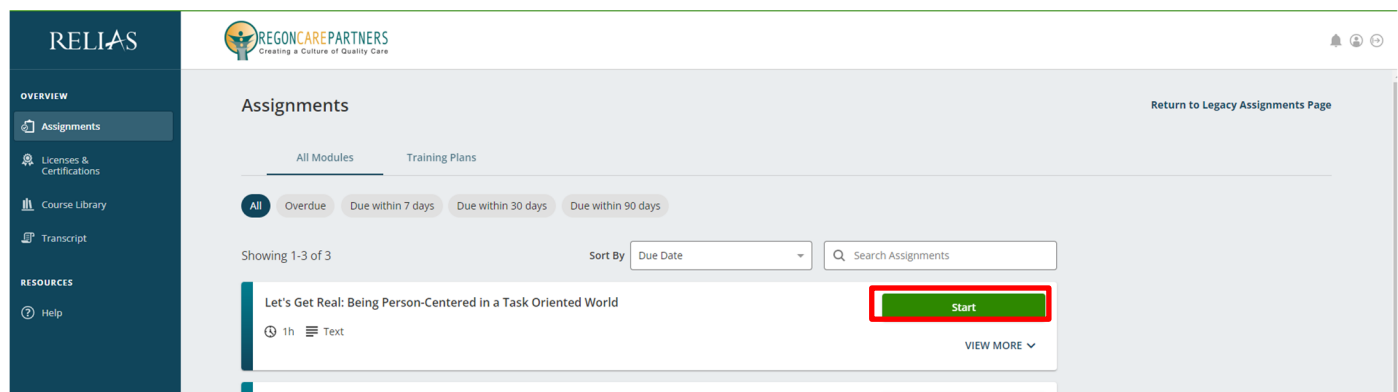 RELIAS
OREGONCAREPARTNERS
Creating a Culture of Quality Care
OVERVIEW
Assignments
Licenses &
Certifications
Course Library
Transcript
RESOURCES
Help
Assignments
Return to Legacy Assignments Page
All Modules Training Plans
All Overdue Due within 7 days Due within 30 days Due within 90 days
Showing 1-3 of 3 Sort By Due Date Search Assignments
Let's Get Real: Being Person-Centered in a Task Oriented World Start
1h Text
VIEW MORE